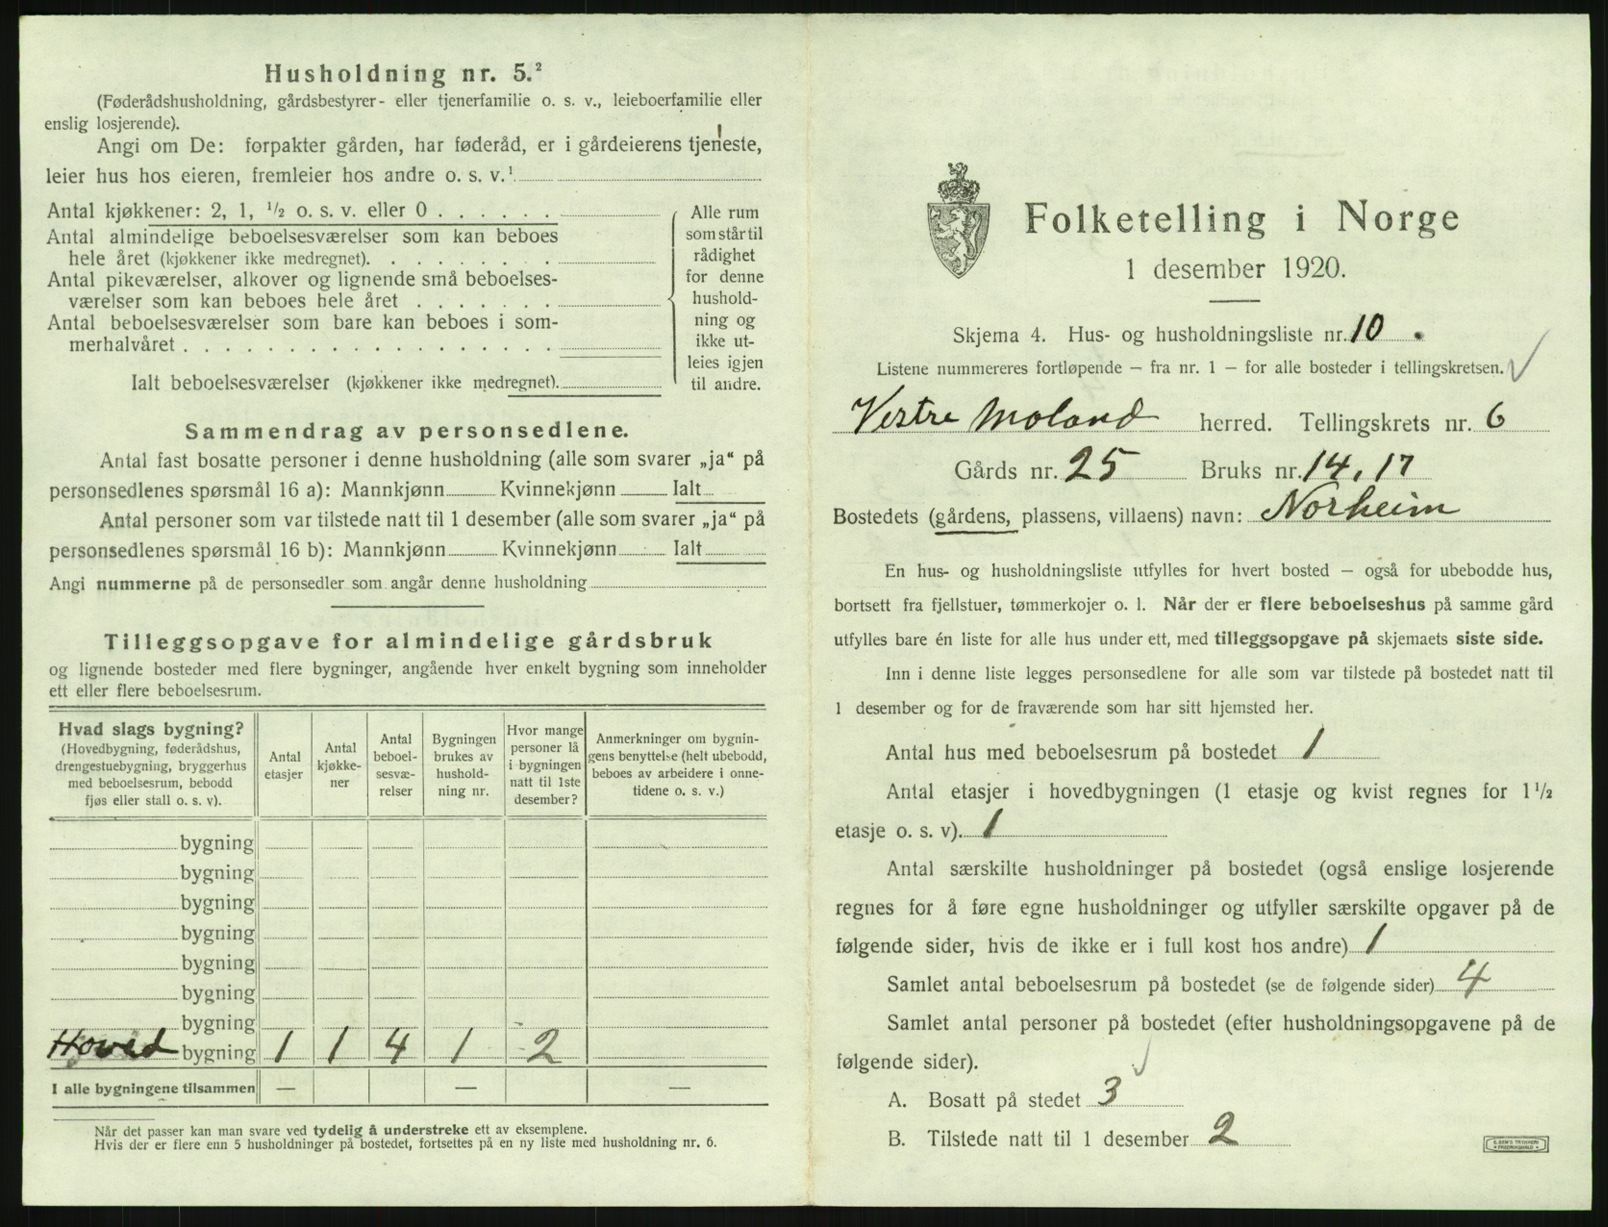 Husholdning nr. 5.²
(Føderådshusholdning, gårdsbestyrer- eller tjenerfamilie o. s. v., leieboerfamilie eller
enslig losjerende).
Angi om De: forpakter gården, har føderåd, er i gårdeierens tjeneste,
leier hus hos eieren, fremleier hos andre o. s. v.¹
Antal kjøkkener: 2, 1, ¹/₂ o. s. v. eller 0 . . . . . .
Antal almindelige beboelsesværelser som kan beboes
hele året (kjøkkener ikke medregnet). . . . . . . .
Antal pikeværelser, alkover og lignende små beboelses-
værelser som kan beboes hele året . . . . . . .
Antal beboelsesværelser som bare kan beboes i som-
merhalvåret . . . . . . . . . . . . . . . . . .
Ialt beboelsesværelser (kjøkkener ikke medregnet).
Alle rum
som står til
rådighet
for denne
hushold-
ning og
ikke ut-
leies igjen
til andre.
Sammendrag av personsedlene.
Antal fast bosatte personer i denne husholdning (alle som svarer „ja“ på
personsedlenes spørsmål 16 a): Mannkjønn Kvinnekjønn Ialt
Antal personer som var tilstede natt til 1 desember (alle som svarer „ja“ på
personsedlenes spørsmål 16 b): Mannkjønn Kvinnekjønn Ialt
Angi nummerne på de personsedler som angår denne husholdning
Tilleggsopgave for almindelige gårdsbruk
og lignende bosteder med flere bygninger, angående hver enkelt bygning som inneholder
ett eller flere beboelsesrum.
Hvad slags bygning?
(Hovedbygning, føderådshus,
drengestuebygning, bryggerhus
med beboelsesrum, bebodd
fjøs eller stall o. s. v).
Antal
etasjer
Antal
kjøkke-
ner
Antal
beboel-
sesvæ-
relser
Bygningen
brukes av
hushold-
ning nr.
Hvor mange
personer lå
i bygningen
natt til 1ste
desember?
Anmerkninger om bygnin-
gens benyttelse (helt ubebodd,
beboes av arbeidere i onne-
tidene o. s. v.)
bygning
bygning
bygning
bygning
bygning
bygning
bygning
Hoved bygning 1 1 4 1 2
I alle bygningene tilsammen — — —
Når det passer kan man svare ved tydelig å understreke ett av eksemplene.
Hvis der er flere enn 5 husholdninger på bostedet, fortsettes på en ny liste med husholdning nr. 6.
Folketelling i Norge
1 desember 1920.
Skjema 4. Hus- og husholdningsliste nr. 10
Listene nummereres fortløpende — fra nr. 1 — for alle bosteder i tellingskretsen.
Vestre Moland herred. Tellingskrets nr. 6
Gårds nr. 25 Bruks nr. 14, 17
Bostedets (gårdens, plassens, villaens) navn: Norheim
En hus- og husholdningsliste utfylles for hvert bosted — også for ubebodde hus,
bortsett fra fjellstuer, tømmerkojer o. l. Når der er flere beboelseshus på samme gård
utfylles bare én liste for alle hus under ett, med tilleggsopgave på skjemaets siste side.
Inn i denne liste legges personsedlene for alle som var tilstede på bostedet natt til
1 desember og for de fraværende som har sitt hjemsted her.
Antal hus med beboelsesrum på bostedet 1
Antal etasjer i hovedbygningen (1 etasje og kvist regnes for 1¹/₂
etasje o. s. v). 1
Antal særskilte husholdninger på bostedet (også enslige losjerende
regnes for å føre egne husholdninger og utfyller særskilte opgaver på de
følgende sider, hvis de ikke er i full kost hos andre) 1
Samlet antal beboelsesrum på bostedet (se de følgende sider) 4
Samlet antal personer på bostedet (efter husholdningsopgavene på de
følgende sider).
A. Bosatt på stedet 3
B. Tilstede natt til 1 desember 2